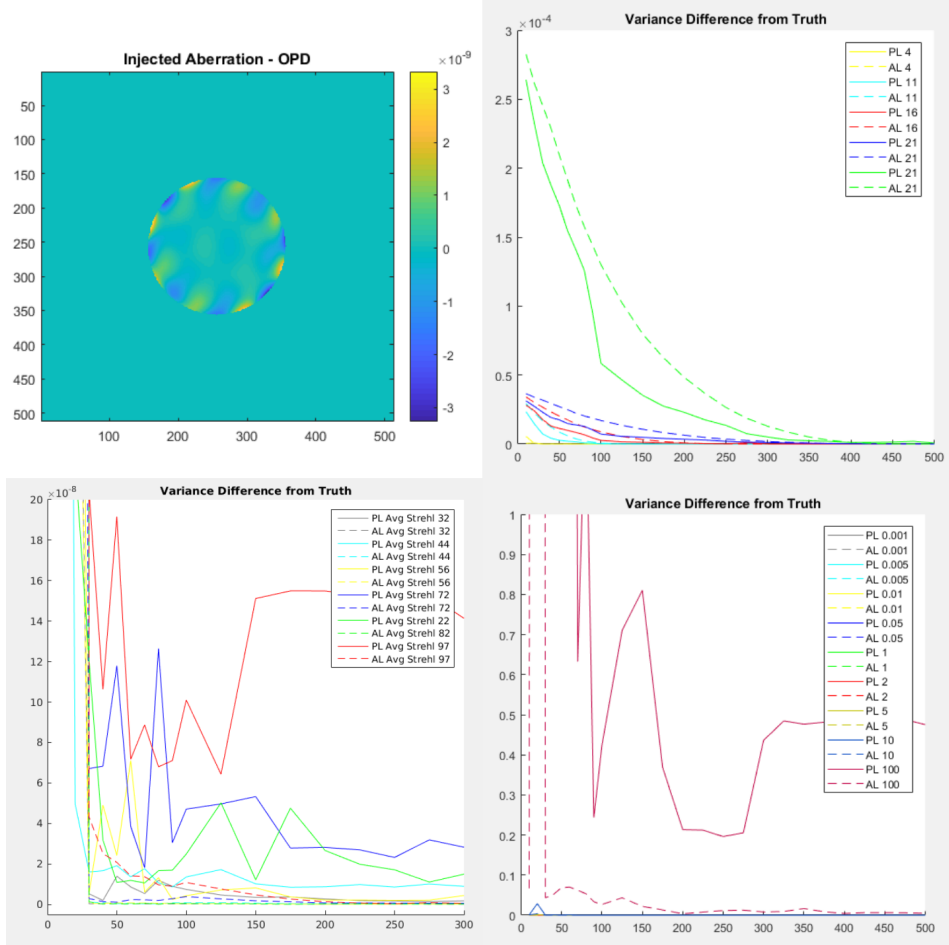 Injected Aberration - OPD
×10⁻⁹
50
100
150
200
250
300
350
400
450
500
100
200
300
400
500
3
2
1
0
-1
-2
-3
Variance Difference from Truth
×10⁻⁴
3
2.5
2
1.5
1
0.5
0
0
50
100
150
200
250
300
350
400
450
500
PL 4
AL 4
PL 11
AL 11
PL 16
AL 16
PL 21
AL 21
PL 21
AL 21
Variance Difference from Truth
×10⁻⁸
20
18
16
14
12
10
8
6
4
2
0
0
50
100
150
200
250
300
PL Avg Strehl 32
AL Avg Strehl 32
PL Avg Strehl 44
AL Avg Strehl 44
PL Avg Strehl 56
AL Avg Strehl 56
PL Avg Strehl 72
AL Avg Strehl 72
PL Avg Strehl 22
AL Avg Strehl 82
PL Avg Strehl 97
AL Avg Strehl 97
Variance Difference from Truth
1
0.9
0.8
0.7
0.6
0.5
0.4
0.3
0.2
0.1
0
0
50
100
150
200
250
300
350
400
450
500
PL 0.001
AL 0.001
PL 0.005
AL 0.005
PL 0.01
AL 0.01
PL 0.05
AL 0.05
PL 1
AL 1
PL 2
AL 2
PL 5
AL 5
PL 10
AL 10
PL 100
AL 100